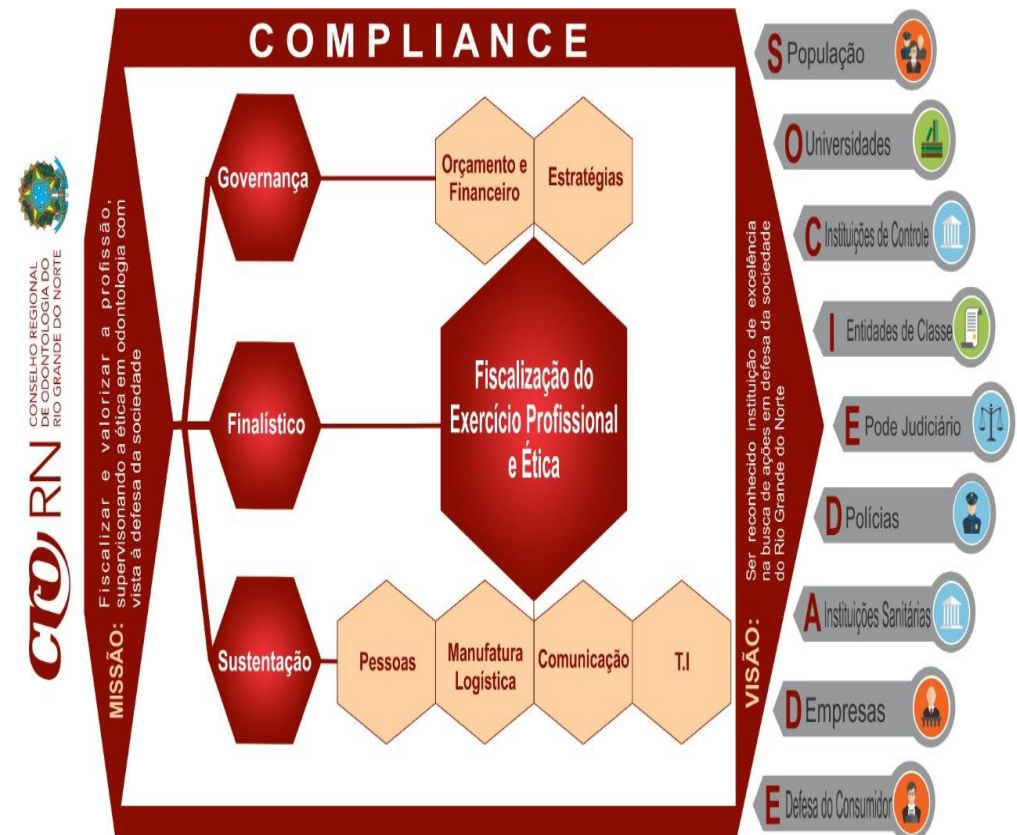 cro RN
CONSELHO REGIONAL
DE ODONTOLOGIA DO
RIO GRANDE DO NORTE
COMPLIANCE
MISSÃO: Fiscalizar e valorizar a profissão,
supervisionando a ética em odontologia com
vista à defesa da sociedade
Governança
Orçamento e
Financeiro
Estratégias
Finalístico
Fiscalização do
Exercício Profissional
e Ética
Sustentação
Pessoas
Manufatura
Logística
Comunicação
T.I
VISÃO: Ser reconhecido instituição de excelência
na busca de ações em defesa da sociedade
do Rio Grande do Norte
S População
O Universidades
C Instituições de Controle
I Entidades de Classe
E Pode Judiciário
D Polícias
A Instituições Sanitárias
D Empresas
E Defesa do Consumidor